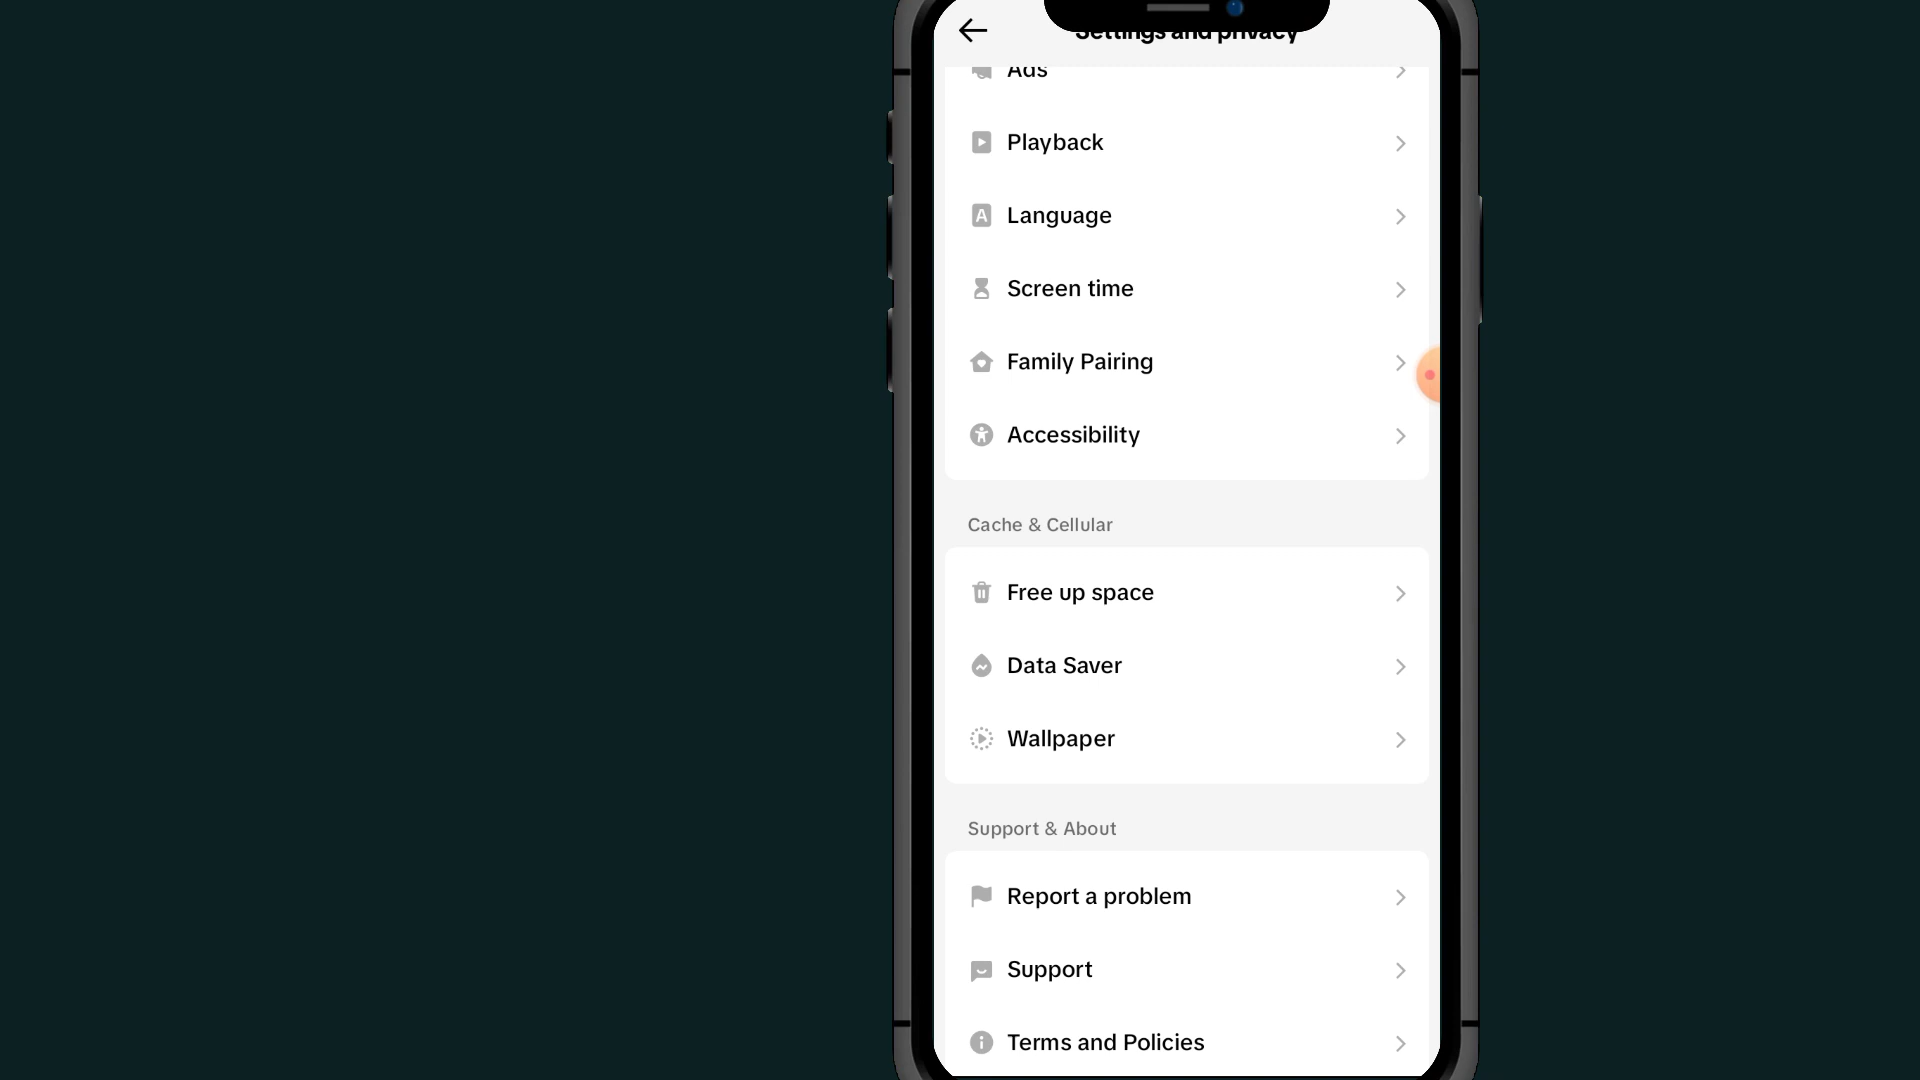 Settings and privacy
Ads
Playback
Language
Screen time
Family Pairing
Accessibility
Cache & Cellular
Free up space
Data Saver
Wallpaper
Support & About
Report a problem
Support
Terms and Policies